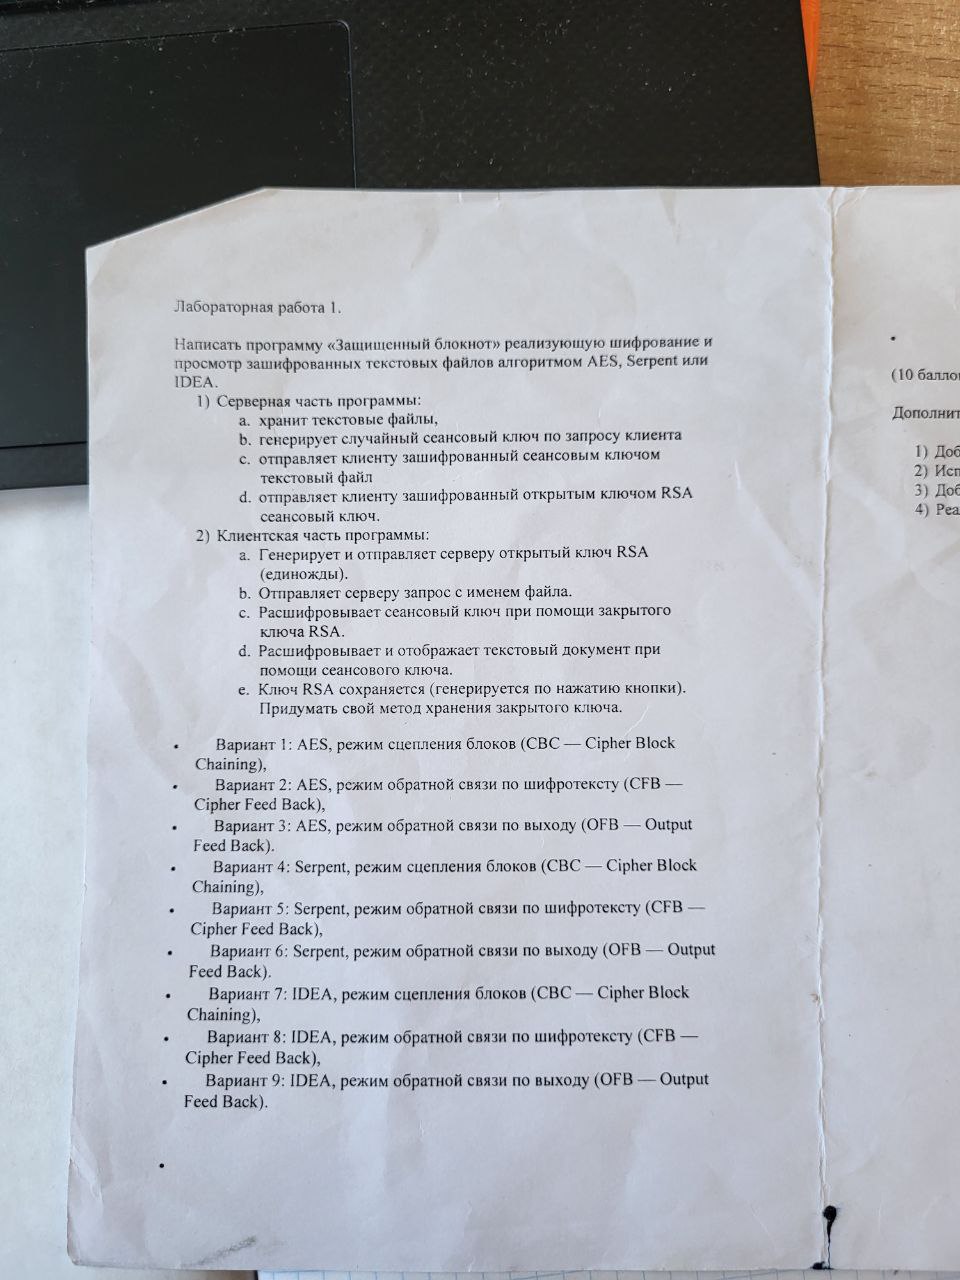 Лабораторная работа 1.
Написать программу «Защищенный блокнот» реализующую шифрование и
просмотр зашифрованных текстовых файлов алгоритмом AES, Serpent или
IDEA.
1) Серверная часть программы:
a. хранит текстовые файлы,
b. генерирует случайный сеансовый ключ по запросу клиента
c. отправляет клиенту зашифрованный сеансовым ключом
текстовый файл
d. отправляет клиенту зашифрованный открытым ключом RSA
сеансовый ключ.
2) Клиентская часть программы:
a. Генерирует и отправляет серверу открытый ключ RSA
(единожды).
b. Отправляет серверу запрос с именем файла.
c. Расшифровывает сеансовый ключ при помощи закрытого
ключа RSA.
d. Расшифровывает и отображает текстовый документ при
помощи сеансового ключа.
e. Ключ RSA сохраняется (генерируется по нажатию кнопки).
Придумать свой метод хранения закрытого ключа.
• Вариант 1: AES, режим сцепления блоков (CBC — Cipher Block
Chaining),
• Вариант 2: AES, режим обратной связи по шифротексту (CFB —
Cipher Feed Back),
• Вариант 3: AES, режим обратной связи по выходу (OFB — Output
Feed Back).
• Вариант 4: Serpent, режим сцепления блоков (CBC — Cipher Block
Chaining),
• Вариант 5: Serpent, режим обратной связи по шифротексту (CFB —
Cipher Feed Back),
• Вариант 6: Serpent, режим обратной связи по выходу (OFB — Output
Feed Back).
• Вариант 7: IDEA, режим сцепления блоков (CBC — Cipher Block
Chaining),
• Вариант 8: IDEA, режим обратной связи по шифротексту (CFB —
Cipher Feed Back),
• Вариант 9: IDEA, режим обратной связи по выходу (OFB — Output
Feed Back).
•
•
(10 балло
Дополнит
1) Доб
2) Исп
3) Доб
4) Реа